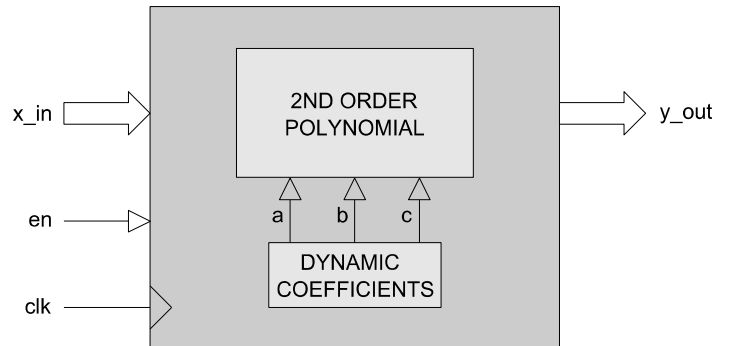 2ND ORDER
POLYNOMIAL
x_in
y_out
en
a
b
c
DYNAMIC
COEFFICIENTS
clk